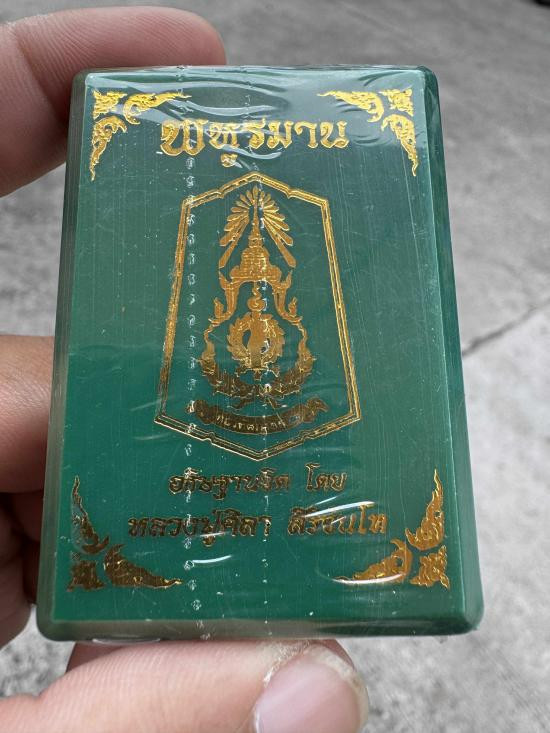 พหูรมาน
อธิษฐานจิต โดย
หลวงปู่ศิลา สิริจนฺโท